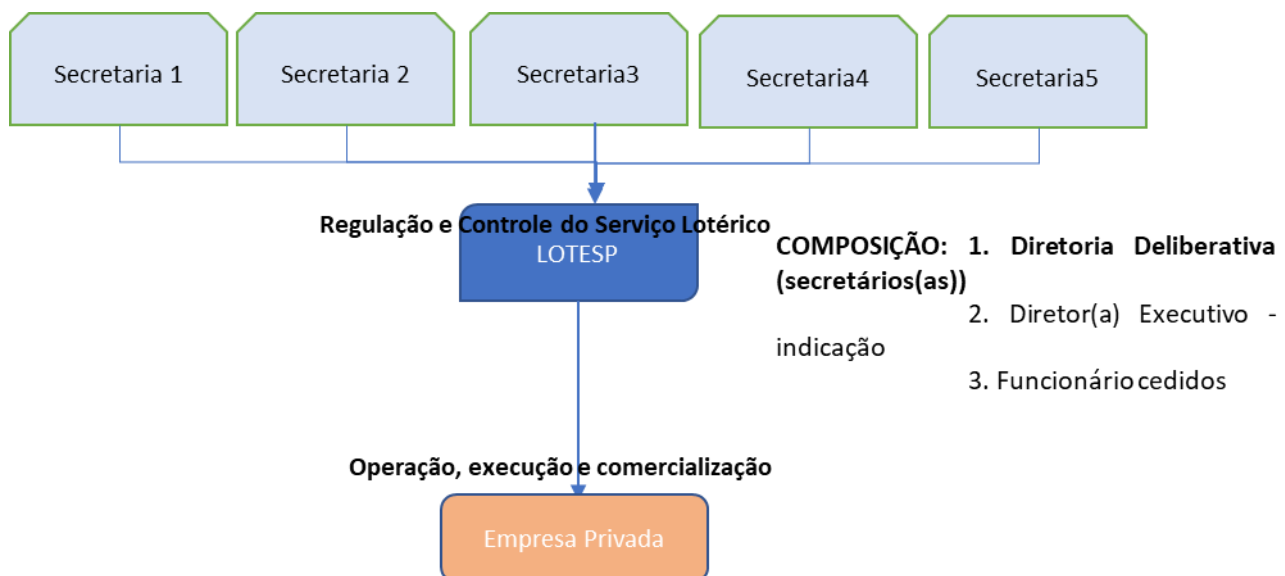 Secretaria 1
Secretaria 2
Secretaria3
Secretaria4
Secretaria5
Regulação e Controle do Serviço Lotérico
LOTESP
COMPOSIÇÃO: 1. Diretoria Deliberativa
(secretários(as))
2. Diretor(a) Executivo -
indicação
3. Funcionário cedidos
Operação, execução e comercialização
Empresa Privada